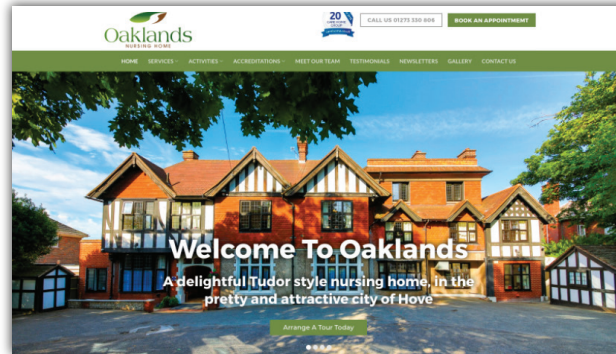 Oaklands
NURSING HOME
20
CALL US 01273 330 806
BOOK AN APPOINTMEMT
HOME SERVICES ACTIVITIES ACCREDITATIONS MEET OUR TEAM TESTIMONIALS NEWSLETTERS GALLERY CONTACT US
Welcome To Oaklands
A delightful Tudor style nursing home, in the
pretty and attractive city of Hove
Arrange A Tour Today